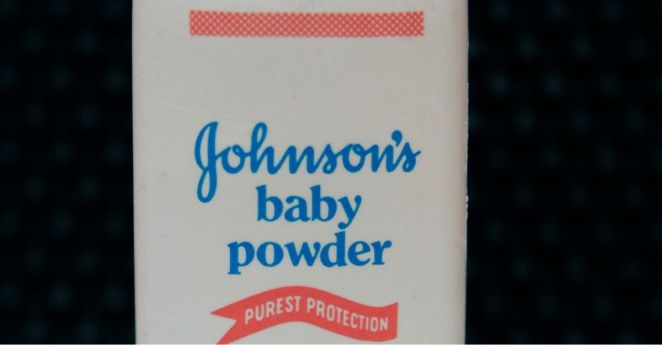 Johnson's
baby
powder
PUREST PROTECTION